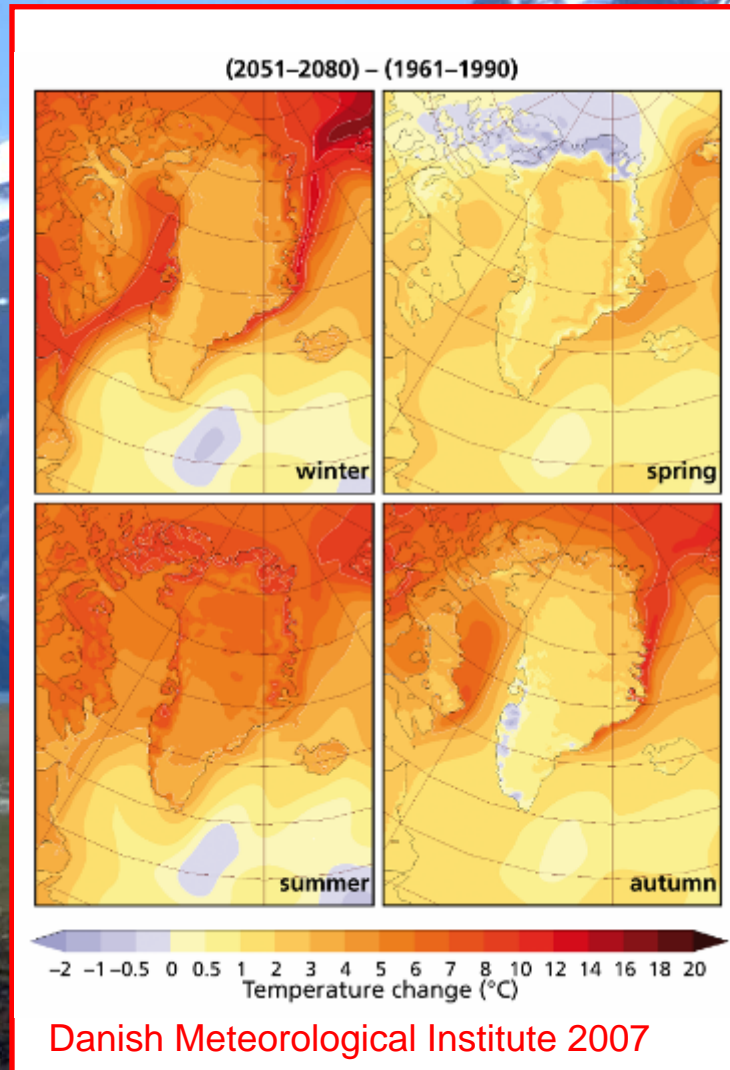 (2051–2080) – (1961–1990)
winter
spring
summer
autumn
−2 −1 −0.5 0 0.5 1 2 3 4 5 6 7 8 10 12 14 16 18 20
Temperature change (°C)
Danish Meteorological Institute 2007